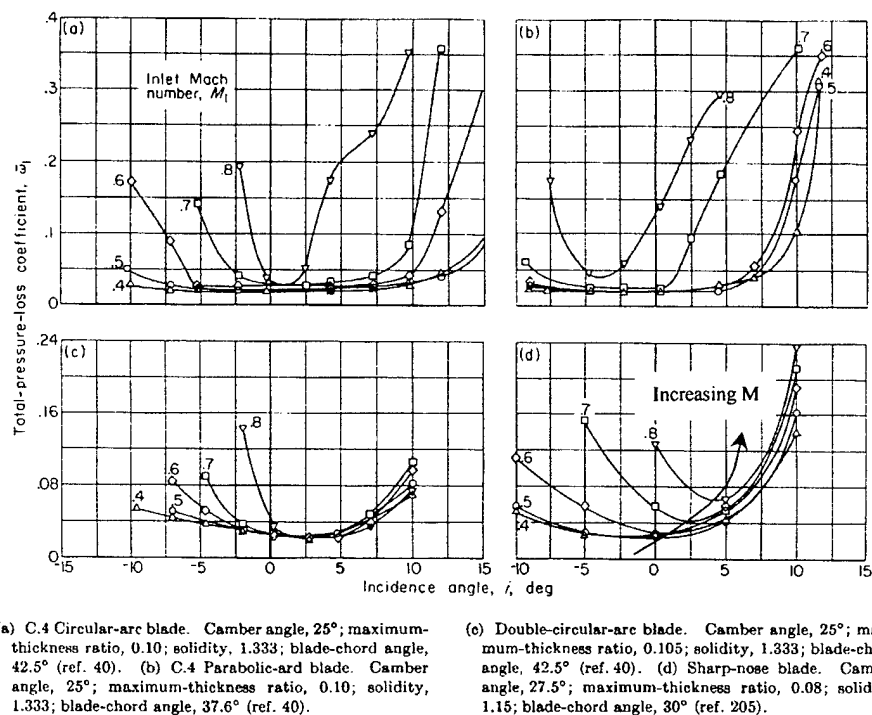 (a)
(b)
.4
.3
.2
.1
0
Inlet Mach
number, M₁
.8
.7
.6
.5
.4
.7
.6
.4
.5
.8
Total-pressure-loss coefficient, ω̄₁
(c)
(d)
.24
.16
.08
0
.8
.7
.6
.5
.4
Increasing M
.7
.8
.6
.5
.4
-15 -10 -5 0 5 10 15
-10 -5 0 5 10 15
Incidence angle, i, deg
a) C.4 Circular-arc blade. Camber angle, 25°; maximum-
thickness ratio, 0.10; solidity, 1.333; blade-chord angle,
42.5° (ref. 40). (b) C.4 Parabolic-ard blade. Camber
angle, 25°; maximum-thickness ratio, 0.10; solidity,
1.333; blade-chord angle, 37.6° (ref. 40).
(c) Double-circular-arc blade. Camber angle, 25°; m
mum-thickness ratio, 0.105; solidity, 1.333; blade-ch
angle, 42.5° (ref. 40). (d) Sharp-nose blade. Cam
angle, 27.5°; maximum-thickness ratio, 0.08; solid
1.15; blade-chord angle, 30° (ref. 205).